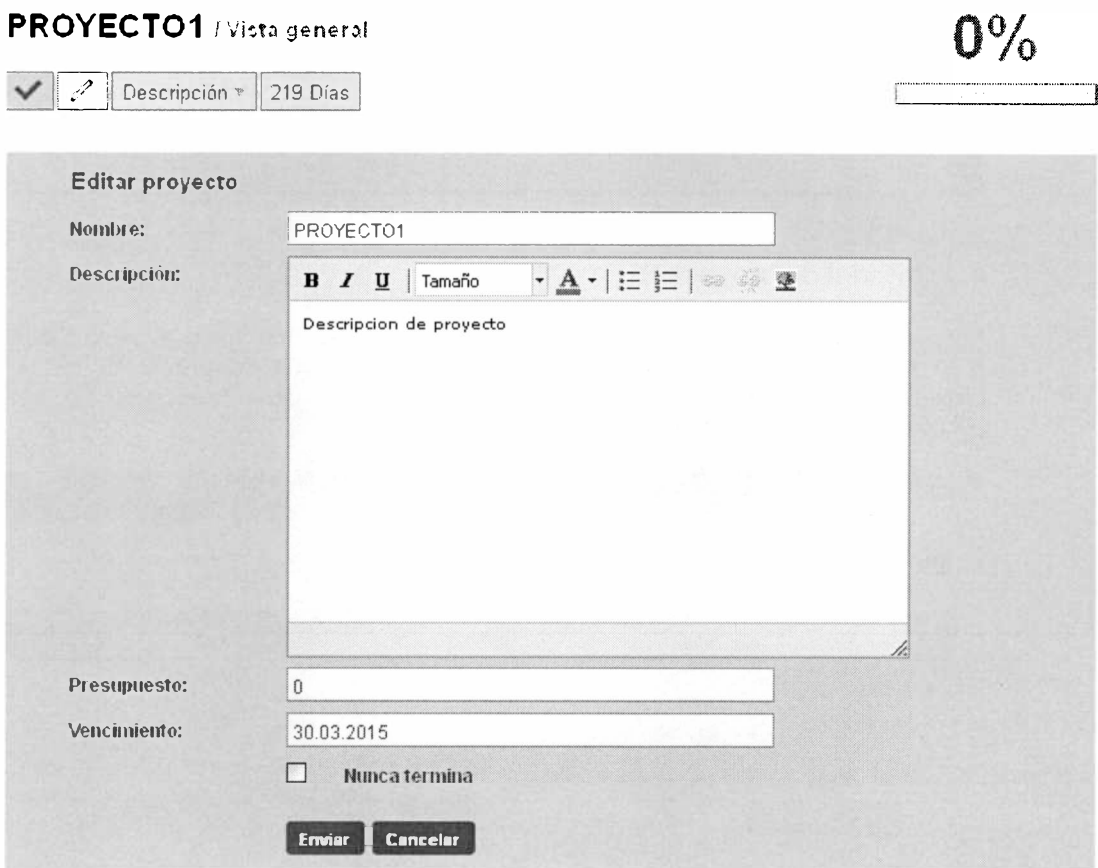 PROYECTO1 / Vista general
0%
Descripción 219 Días
Editar proyecto
Nombre: PROYECTO1
Descripción: B I U Tamaño A
Descripcion de proyecto
Presupuesto: 0
Vencimiento: 30.03.2015
Nunca termina
Enviar Cancelar